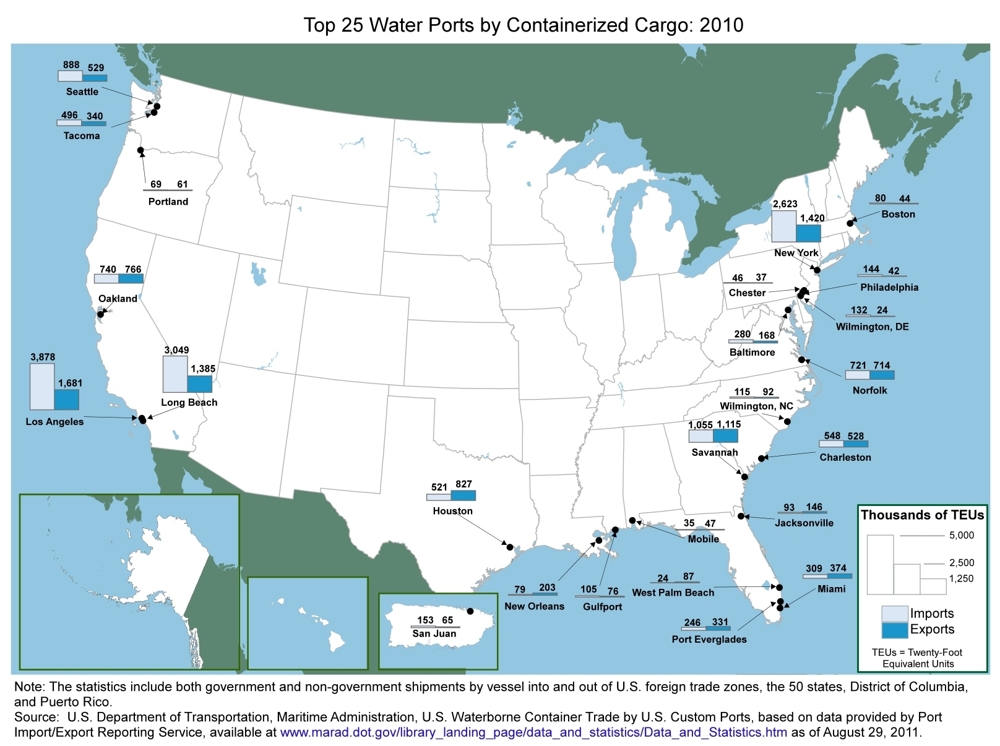 Top 25 Water Ports by Containerized Cargo: 2010
888 529
Seattle
496 340
Tacoma
69 61
Portland
740 766
Oakland
3,878
1,681
Los Angeles
3,049
1,385
Long Beach
2,623
1,420
New York
80 44
Boston
46 37
Chester
144 42
Philadelphia
132 24
Wilmington, DE
280 168
Baltimore
721 714
Norfolk
115 92
Wilmington, NC
1,055 1,115
Savannah
548 528
Charleston
521 827
Houston
93 146
Jacksonville
35 47
Mobile
79 203
New Orleans
105 76
Gulfport
24 87
West Palm Beach
309 374
Miami
246 331
Port Everglades
153 65
San Juan
Thousands of TEUs
5,000
2,500
1,250
Imports
Exports
TEUs = Twenty-Foot
Equivalent Units
Note: The statistics include both government and non-government shipments by vessel into and out of U.S. foreign trade zones, the 50 states, District of Columbia,
and Puerto Rico.
Source:  U.S. Department of Transportation, Maritime Administration, U.S. Waterborne Container Trade by U.S. Custom Ports, based on data provided by Port
Import/Export Reporting Service, available at www.marad.dot.gov/library_landing_page/data_and_statistics/Data_and_Statistics.htm as of August 29, 2011.